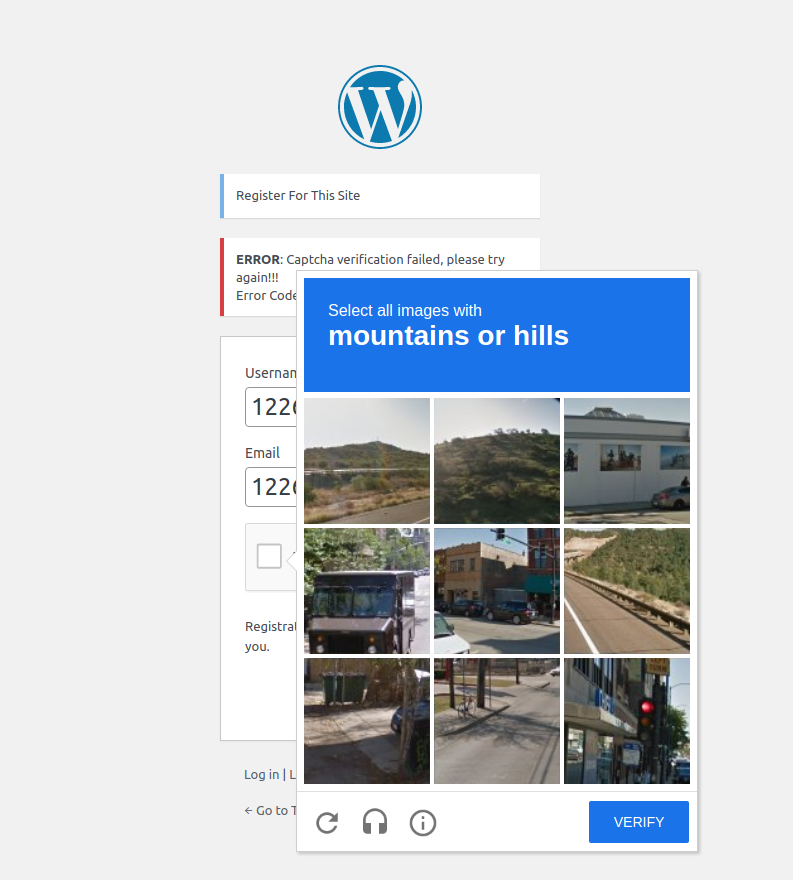 Register For This Site
ERROR: Captcha verification failed, please try
again!!!
Error Code
Select all images with
mountains or hills
Usernam
1226
Email
1226
Registrat
you.
Log in | L
← Go to T
VERIFY